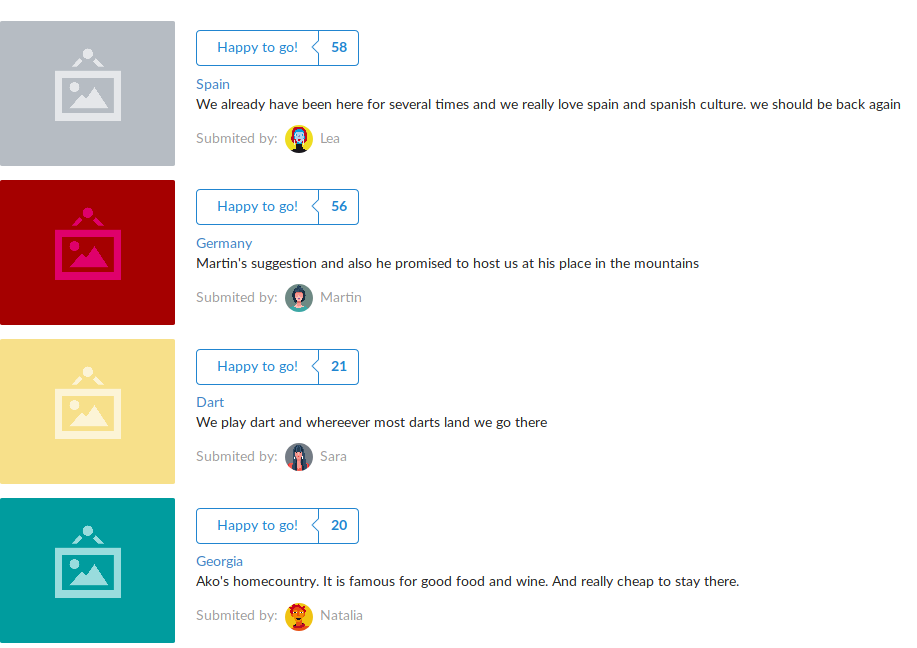 Happy to go! 58
Spain
We already have been here for several times and we really love spain and spanish culture. we should be back again
Submited by: Lea
Happy to go! 56
Germany
Martin's suggestion and also he promised to host us at his place in the mountains
Submited by: Martin
Happy to go! 21
Dart
We play dart and whereever most darts land we go there
Submited by: Sara
Happy to go! 20
Georgia
Ako's homecountry. It is famous for good food and wine. And really cheap to stay there.
Submited by: Natalia